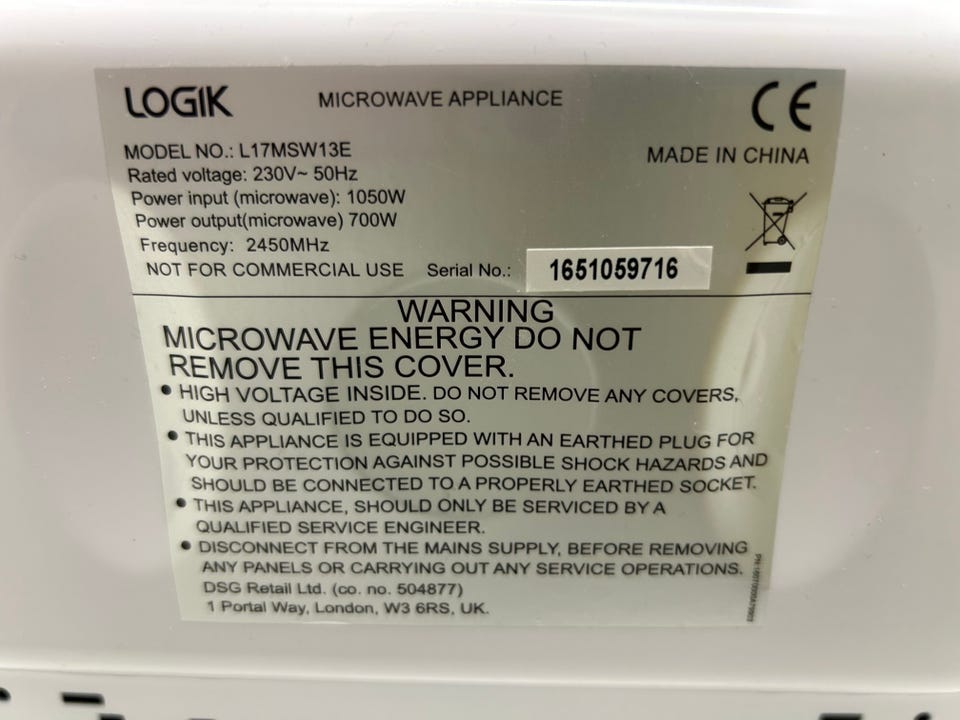 LOGIK MICROWAVE APPLIANCE CE
MODEL NO.: L17MSW13E MADE IN CHINA
Rated voltage: 230V~ 50Hz
Power input (microwave): 1050W
Power output(microwave) 700W
Frequency: 2450MHz
NOT FOR COMMERCIAL USE Serial No.: 1651059716
WARNING
MICROWAVE ENERGY DO NOT
REMOVE THIS COVER.
• HIGH VOLTAGE INSIDE. DO NOT REMOVE ANY COVERS,
UNLESS QUALIFIED TO DO SO.
• THIS APPLIANCE IS EQUIPPED WITH AN EARTHED PLUG FOR
YOUR PROTECTION AGAINST POSSIBLE SHOCK HAZARDS AND
SHOULD BE CONNECTED TO A PROPERLY EARTHED SOCKET.
• THIS APPLIANCE, SHOULD ONLY BE SERVICED BY A
QUALIFIED SERVICE ENGINEER.
• DISCONNECT FROM THE MAINS SUPPLY, BEFORE REMOVING
ANY PANELS OR CARRYING OUT ANY SERVICE OPERATIONS.
DSG Retail Ltd. (co. no. 504877)
1 Portal Way, London, W3 6RS, UK.